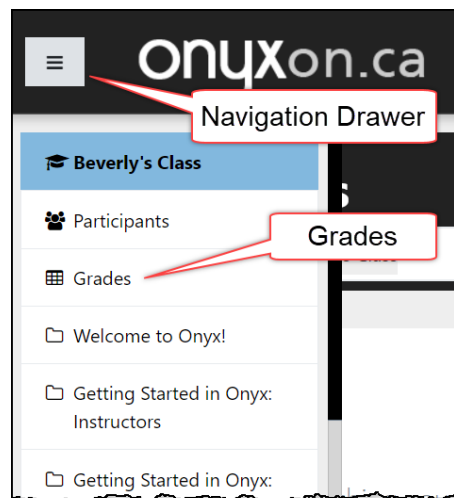 onyxon.ca
Navigation Drawer
Beverly's Class
Participants
Grades
Grades
Welcome to Onyx!
Getting Started in Onyx:
Instructors
Getting Started in Onyx: